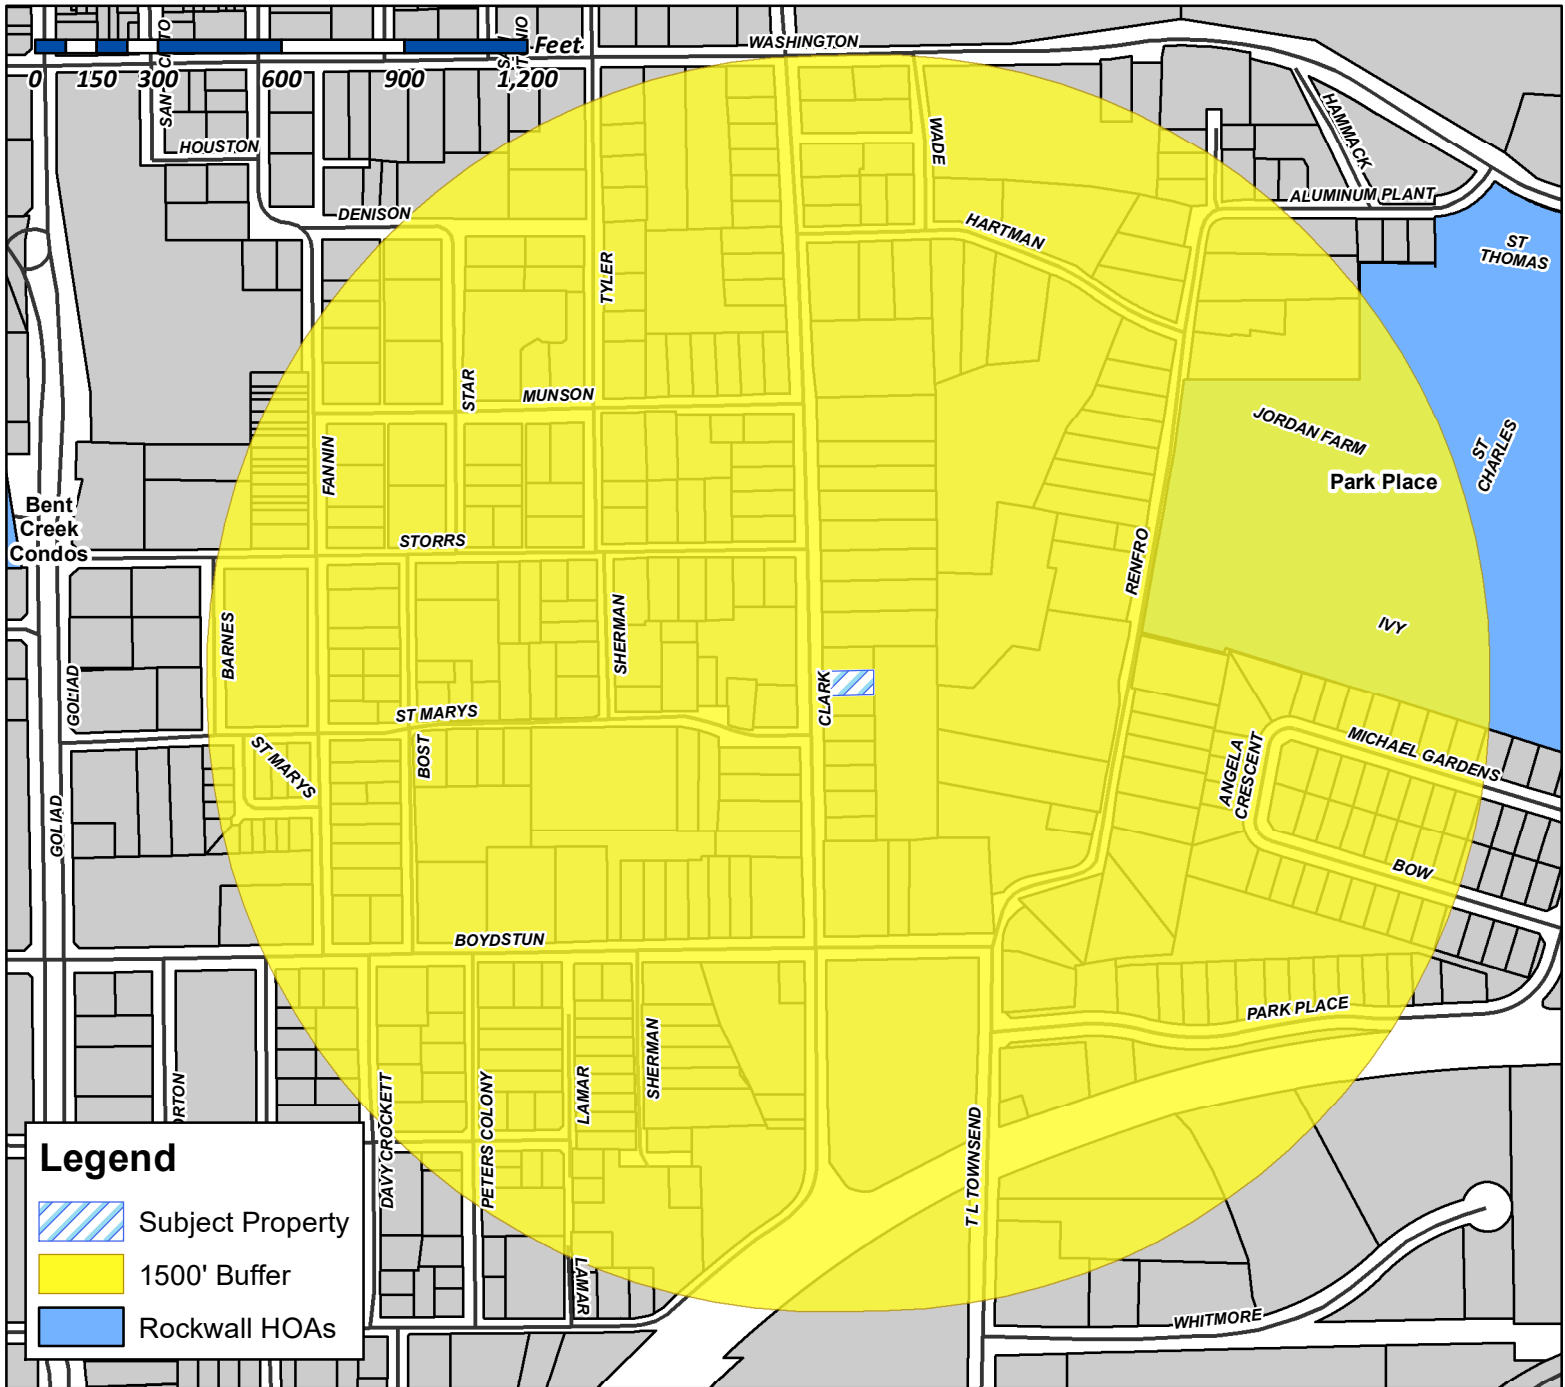 WASHINGTON
Feet
0 150 300 600 900 1,200
HOUSTON
DENISON
TYLER
WADE
HARTMAN
HAMMACK
ALUMINUM PLANT
ST
THOMAS
STAR
MUNSON
FANNIN
JORDAN FARM
Park Place
ST
CHARLES
Bent
Creek
Condos
STORRS
RENFRO
BARNES
SHERMAN
IVY
GOLIAD
CLARK
ST MARYS
ST MARYS
BOST
ANGELA
CRESCENT
MICHAEL GARDENS
GOLIAD
BOW
BOYDSTUN
PARK PLACE
DAVY CROCKETT
PETERS COLONY
LAMAR
SHERMAN
T L TOWNSEND
LAMAR
WHITMORE
Legend
Subject Property
1500' Buffer
Rockwall HOAs